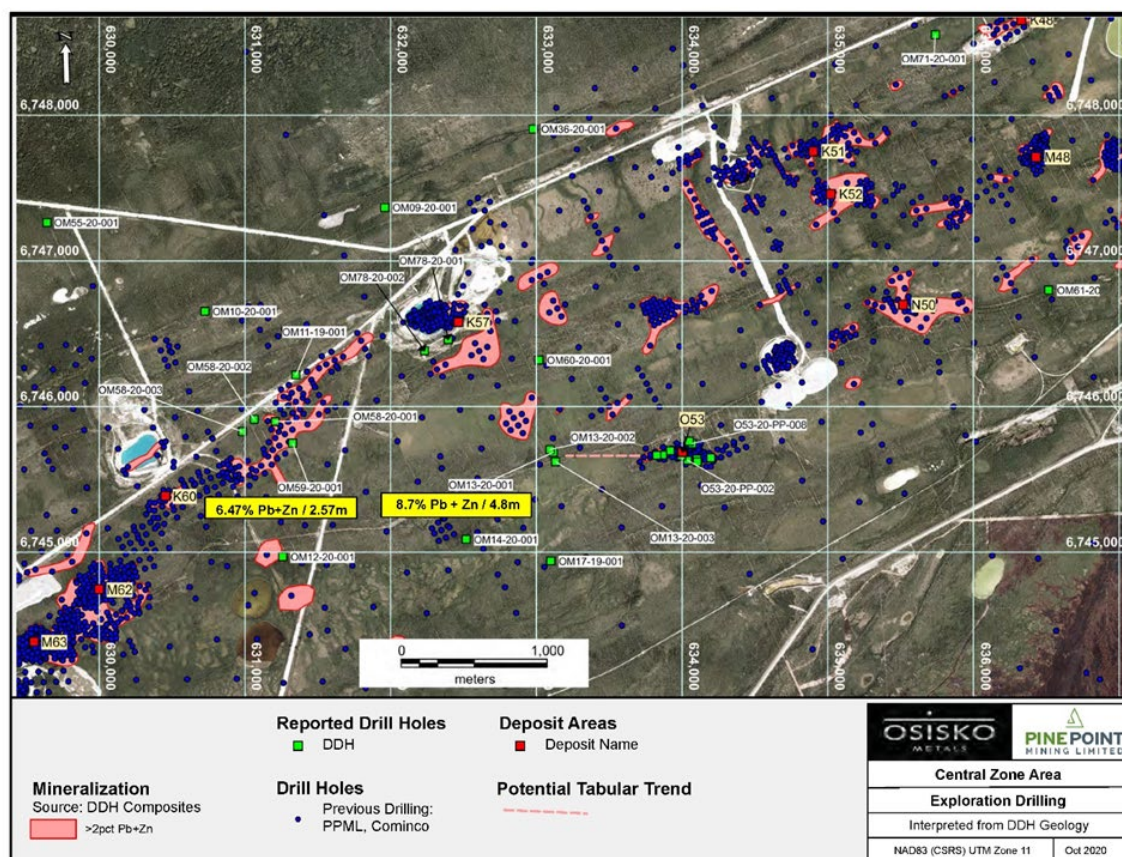 N
630,000
631,000
632,000
633,000
634,000
635,000
K48
OM71-20-001
6,748,000
6,748,000
OM36-20-001
K51
M48
K52
OM55-20-001
OM09-20-001
6,747,000
6,747,000
OM78-20-001
OM78-20-002
OM61-20
N50
OM10-20-001
K57
OM11-19-001
OM58-20-002
OM60-20-001
OM58-20-003
6,746,000
6,746,000
OM58-20-001
O53
O53-20-PP-008
OM13-20-002
OM13-20-001
O53-20-PP-002
OM59-20-001
K60
6.47% Pb+Zn / 2.57m
8.7% Pb + Zn / 4.8m
OM14-20-001
OM13-20-003
6,745,000
6,745,000
OM12-20-001
OM17-19-001
M62
M63
0 1,000
meters
630,000
631,000
634,000
635,000
636,000
Reported Drill Holes
DDH
Deposit Areas
Deposit Name
Mineralization
Source: DDH Composites
>2pct Pb+Zn
Drill Holes
Previous Drilling:
PPML, Cominco
Potential Tabular Trend
OSISKO
METALS
PINE POINT
MINING LIMITED
Central Zone Area
Exploration Drilling
Interpreted from DDH Geology
NAD83 (CSRS) UTM Zone 11 Oct 2020